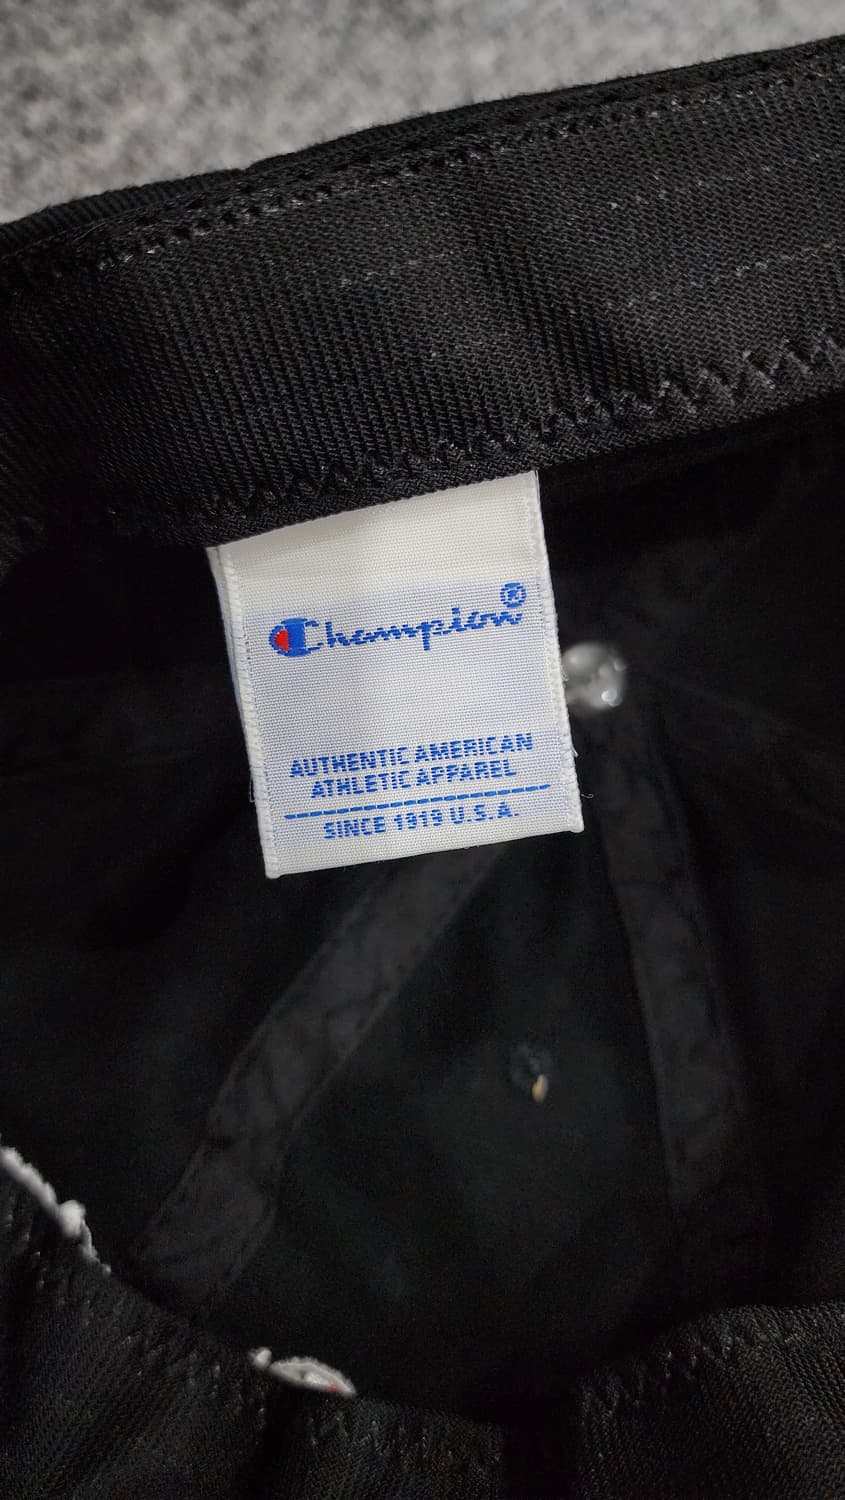 Champion®
AUTHENTIC AMERICAN
ATHLETIC APPAREL
SINCE 1919 U.S.A.